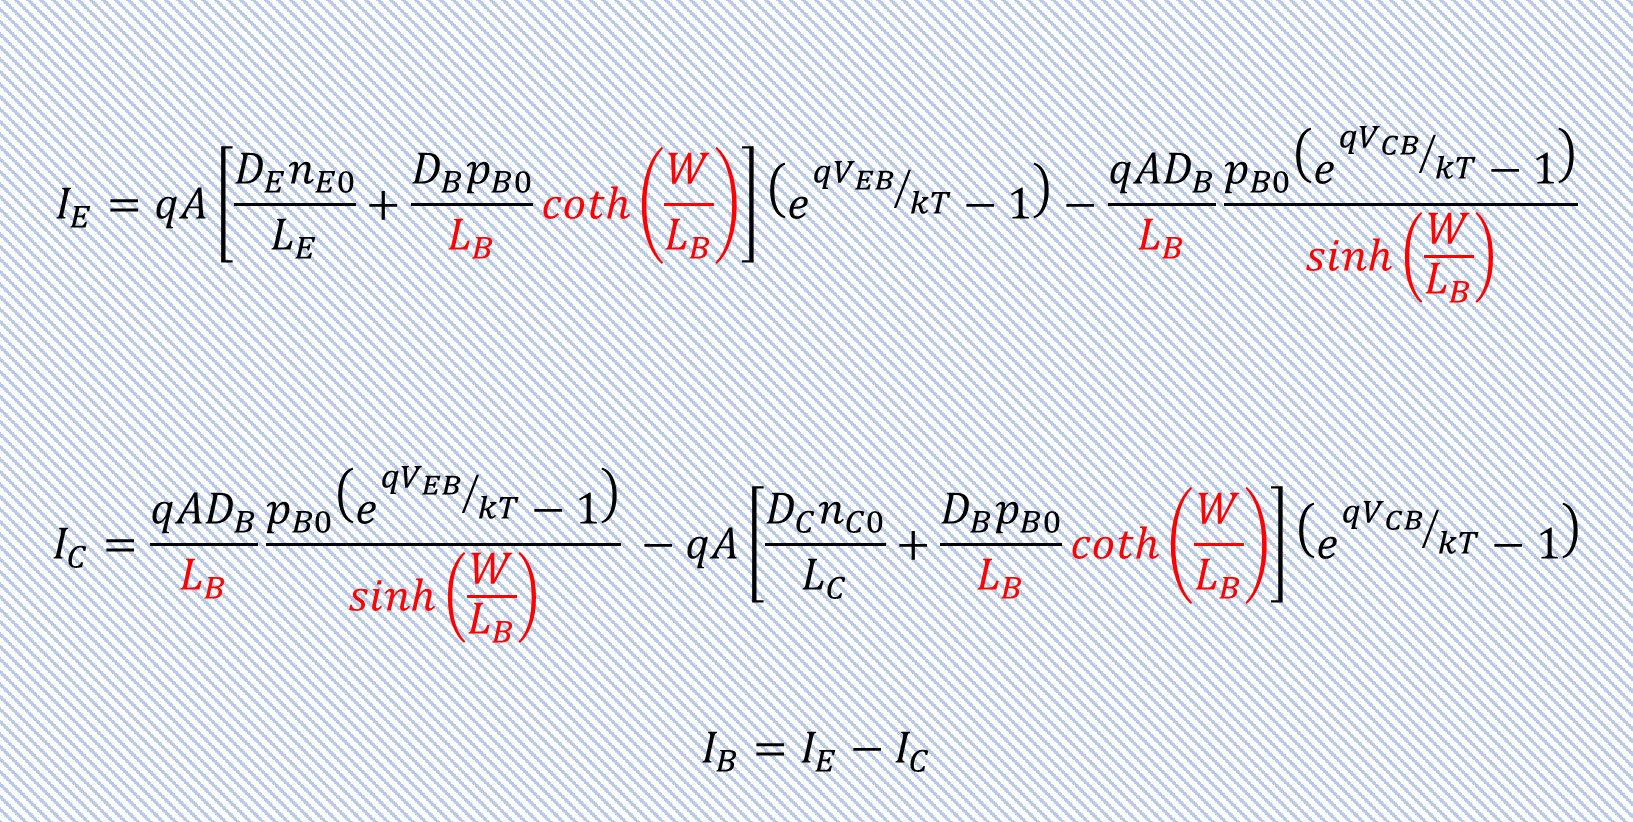 I_E = qA [ D_E n_E0 / L_E + D_B p_B0 / L_B coth ( W / L_B ) ] ( e^{qV_EB / kT} − 1 ) − qAD_B / L_B p_B0 ( e^{qV_CB / kT} − 1 ) / sinh ( W / L_B )
I_C = qAD_B / L_B p_B0 ( e^{qV_EB / kT} − 1 ) / sinh ( W / L_B ) − qA [ D_C n_C0 / L_C + D_B p_B0 / L_B coth ( W / L_B ) ] ( e^{qV_CB / kT} − 1 )
I_B = I_E − I_C